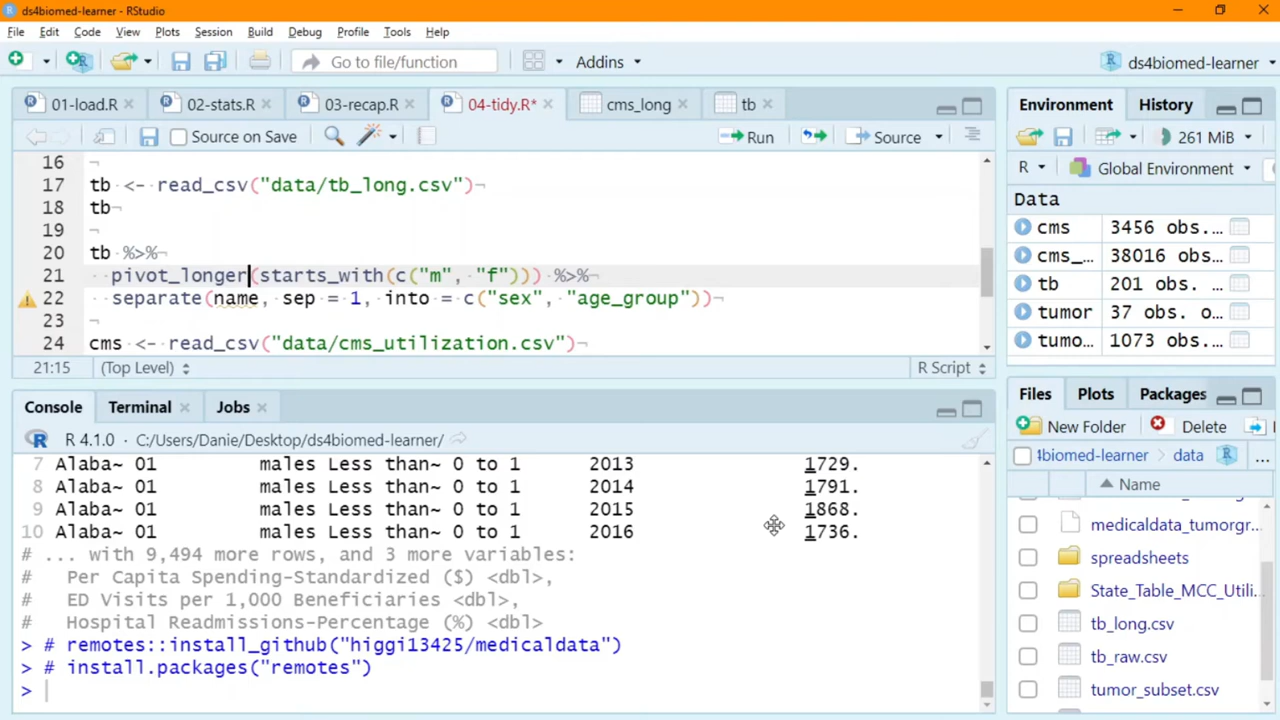 ds4biomed-learner - RStudio
File Edit Code View Plots Session Build Debug Profile Tools Help
Go to file/function Addins ds4biomed-learner
01-load.R 02-stats.R 03-recap.R 04-tidy.R* cms_long tb
Source on Save Run Source
16 ¬
17 tb <- read_csv("data/tb_long.csv")¬
18 tb¬
19 ¬
20 tb %>%¬
21 pivot_longer(starts_with(c("m", "f"))) %>%¬
22 separate(name, sep = 1, into = c("sex", "age_group"))¬
23 ¬
24 cms <- read_csv("data/cms_utilization.csv")¬
21:15 (Top Level) R Script
Console Terminal Jobs
R 4.1.0 · C:/Users/Danie/Desktop/ds4biomed-learner/
7 Alaba~ 01 males Less than~ 0 to 1 2013 1729.
8 Alaba~ 01 males Less than~ 0 to 1 2014 1791.
9 Alaba~ 01 males Less than~ 0 to 1 2015 1868.
10 Alaba~ 01 males Less than~ 0 to 1 2016 1736.
# ... with 9,494 more rows, and 3 more variables:
# Per Capita Spending-Standardized ($) <dbl>,
# ED Visits per 1,000 Beneficiaries <dbl>,
# Hospital Readmissions-Percentage (%) <dbl>
> # remotes::install_github("higgi13425/medicaldata")
> # install.packages("remotes")
>
Environment History
261 MiB
R Global Environment
Data
cms 3456 obs....
cms_... 38016 obs...
tb 201 obs. ...
tumor 37 obs. o...
tumo... 1073 obs....
Files Plots Packages
New Folder Delete
biomed-learner > data R ...
Name
medicaldata_tumorgr...
spreadsheets
State_Table_MCC_Utili...
tb_long.csv
tb_raw.csv
tumor_subset.csv